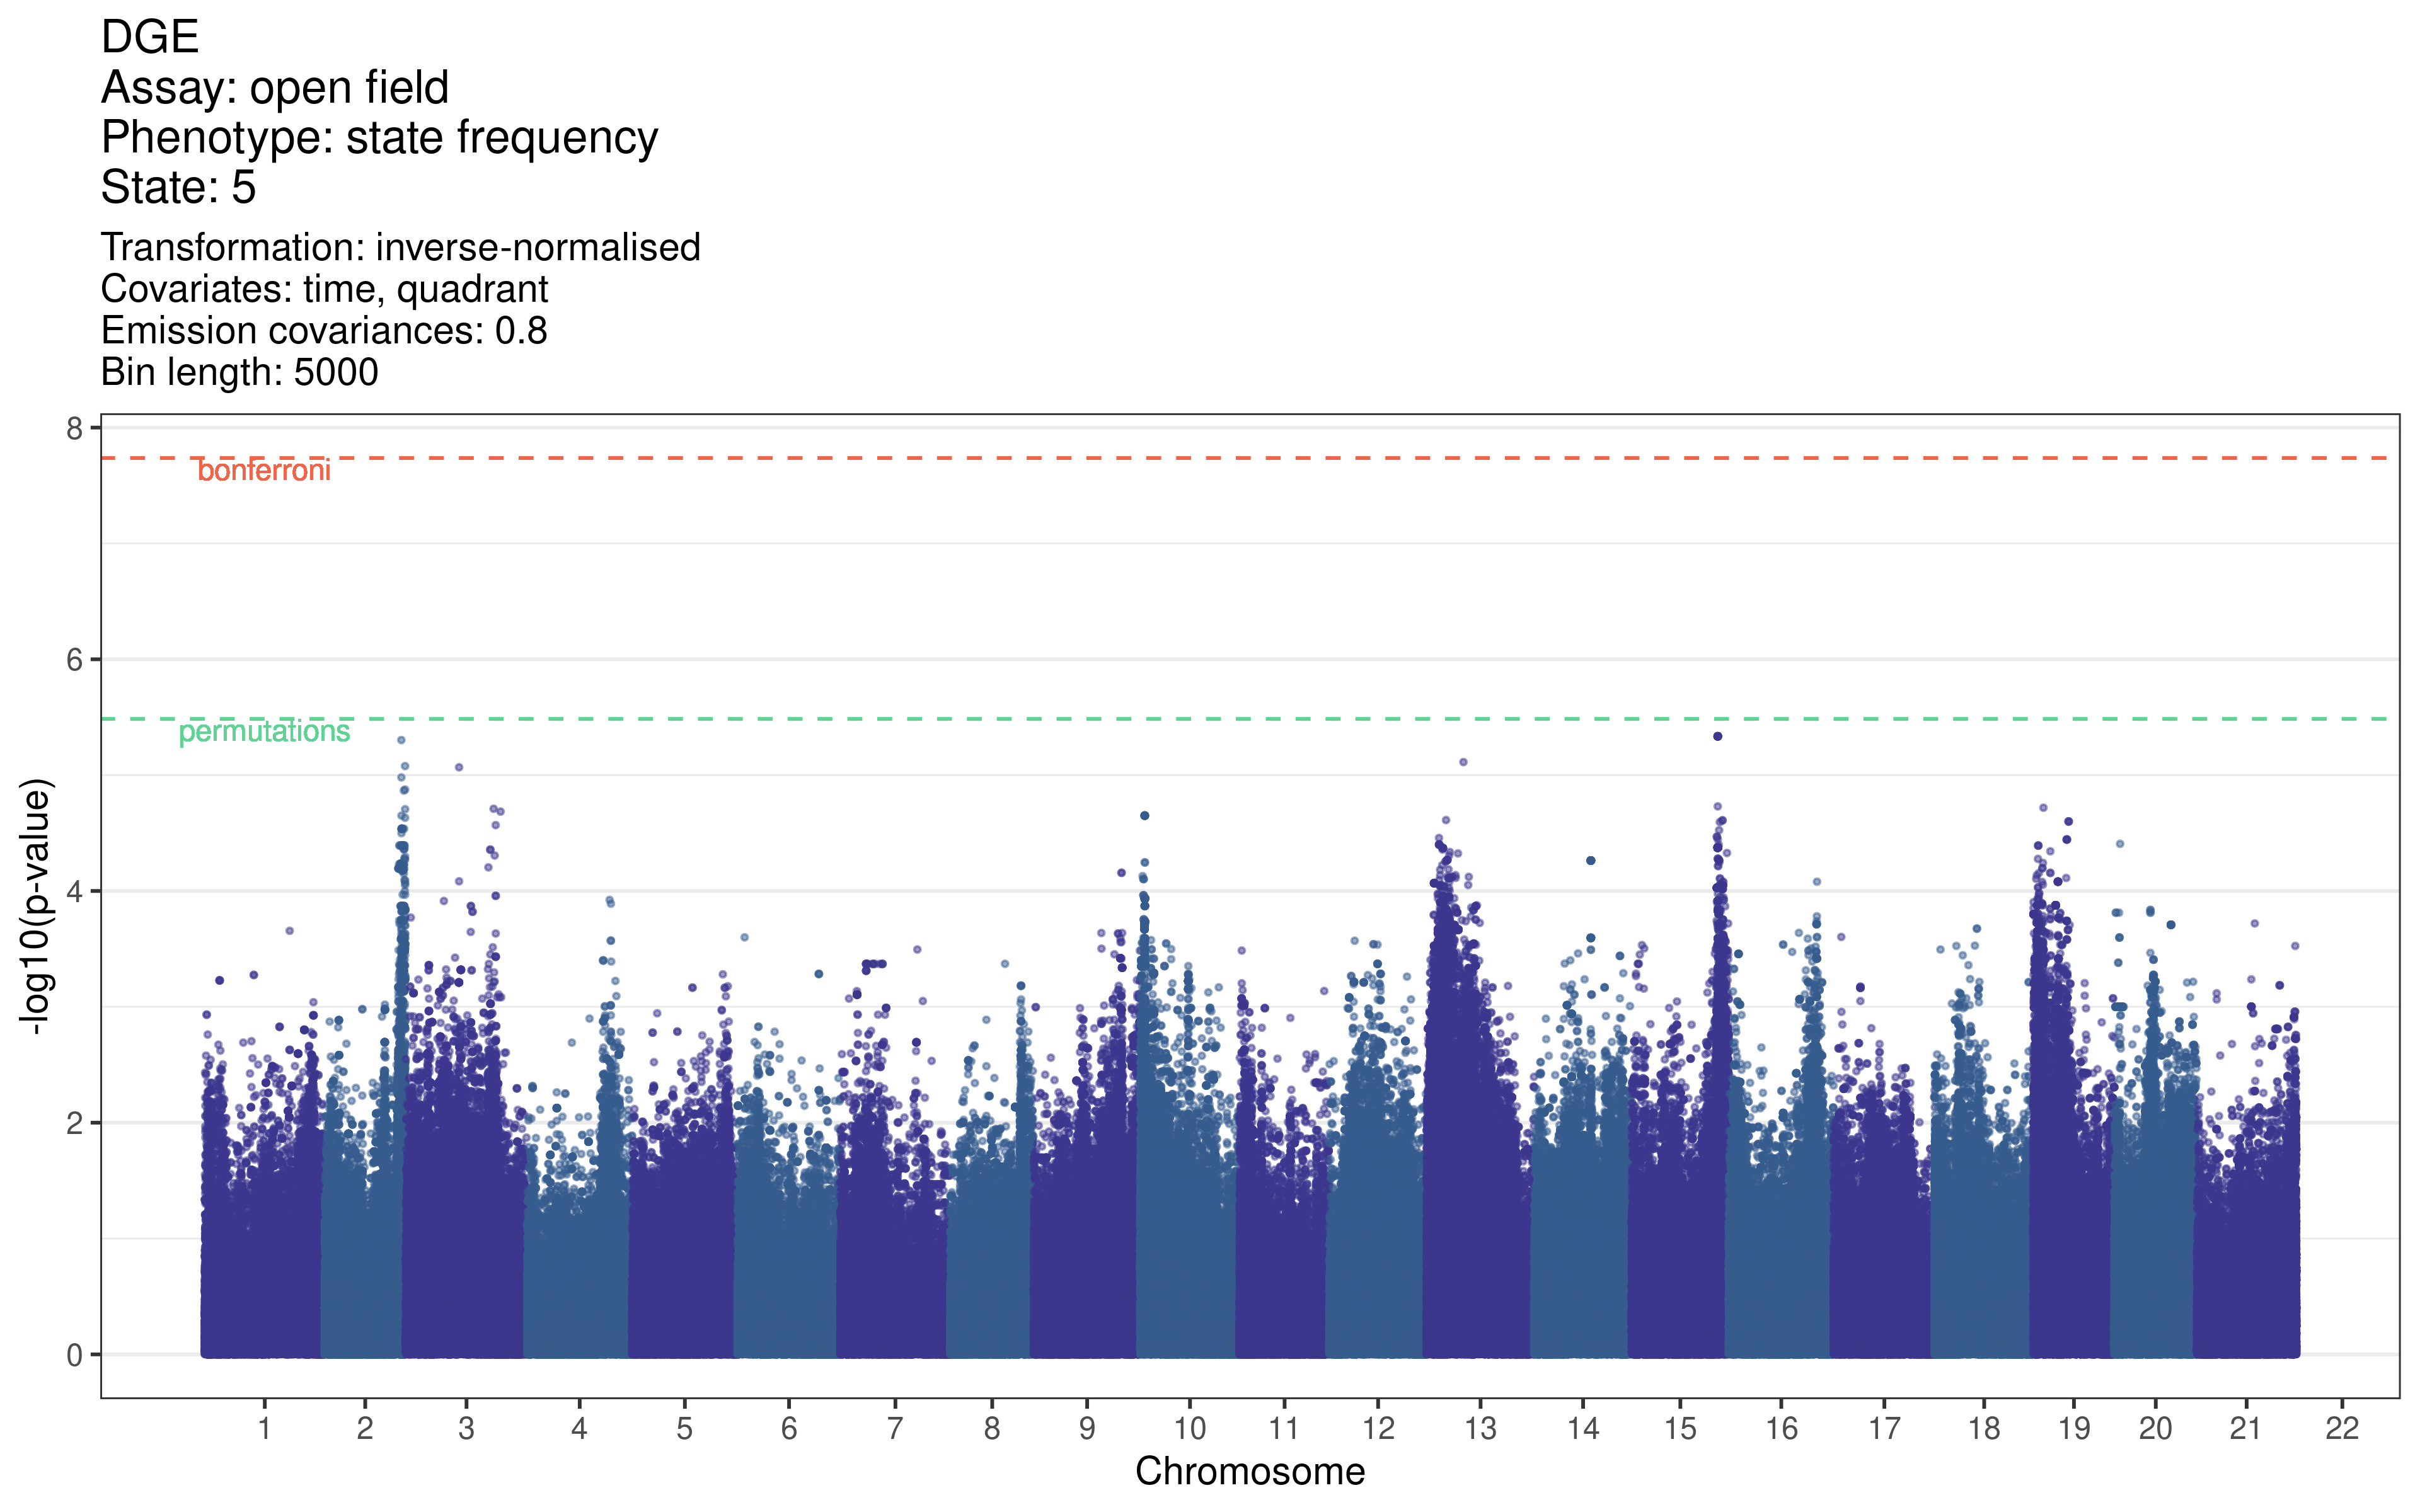 DGE
Assay: open field
Phenotype: state frequency
State: 5
Transformation: inverse-normalised
Covariates: time, quadrant
Emission covariances: 0.8
Bin length: 5000
8
bonferroni
6
permutations
4
2
0
-log10(p-value)
1 2 3 4 5 6 7 8 9 10 11 12 13 14 15 16 17 18 19 20 21 22
Chromosome